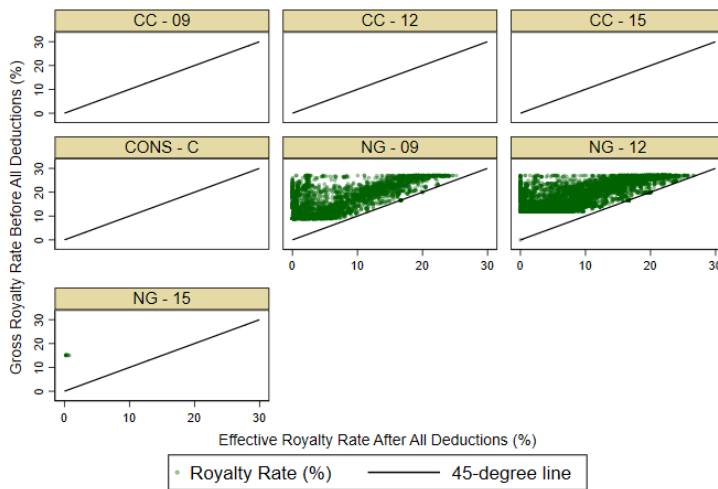 CC - 09
CC - 12
CC - 15
30
20
10
0
CONS - C
NG - 09
NG - 12
30
20
10
0
0
10
20
30
0
10
20
30
NG - 15
30
20
10
0
0
10
20
30
Gross Royalty Rate Before All Deductions (%)
Effective Royalty Rate After All Deductions (%)
Royalty Rate (%)
45-degree line